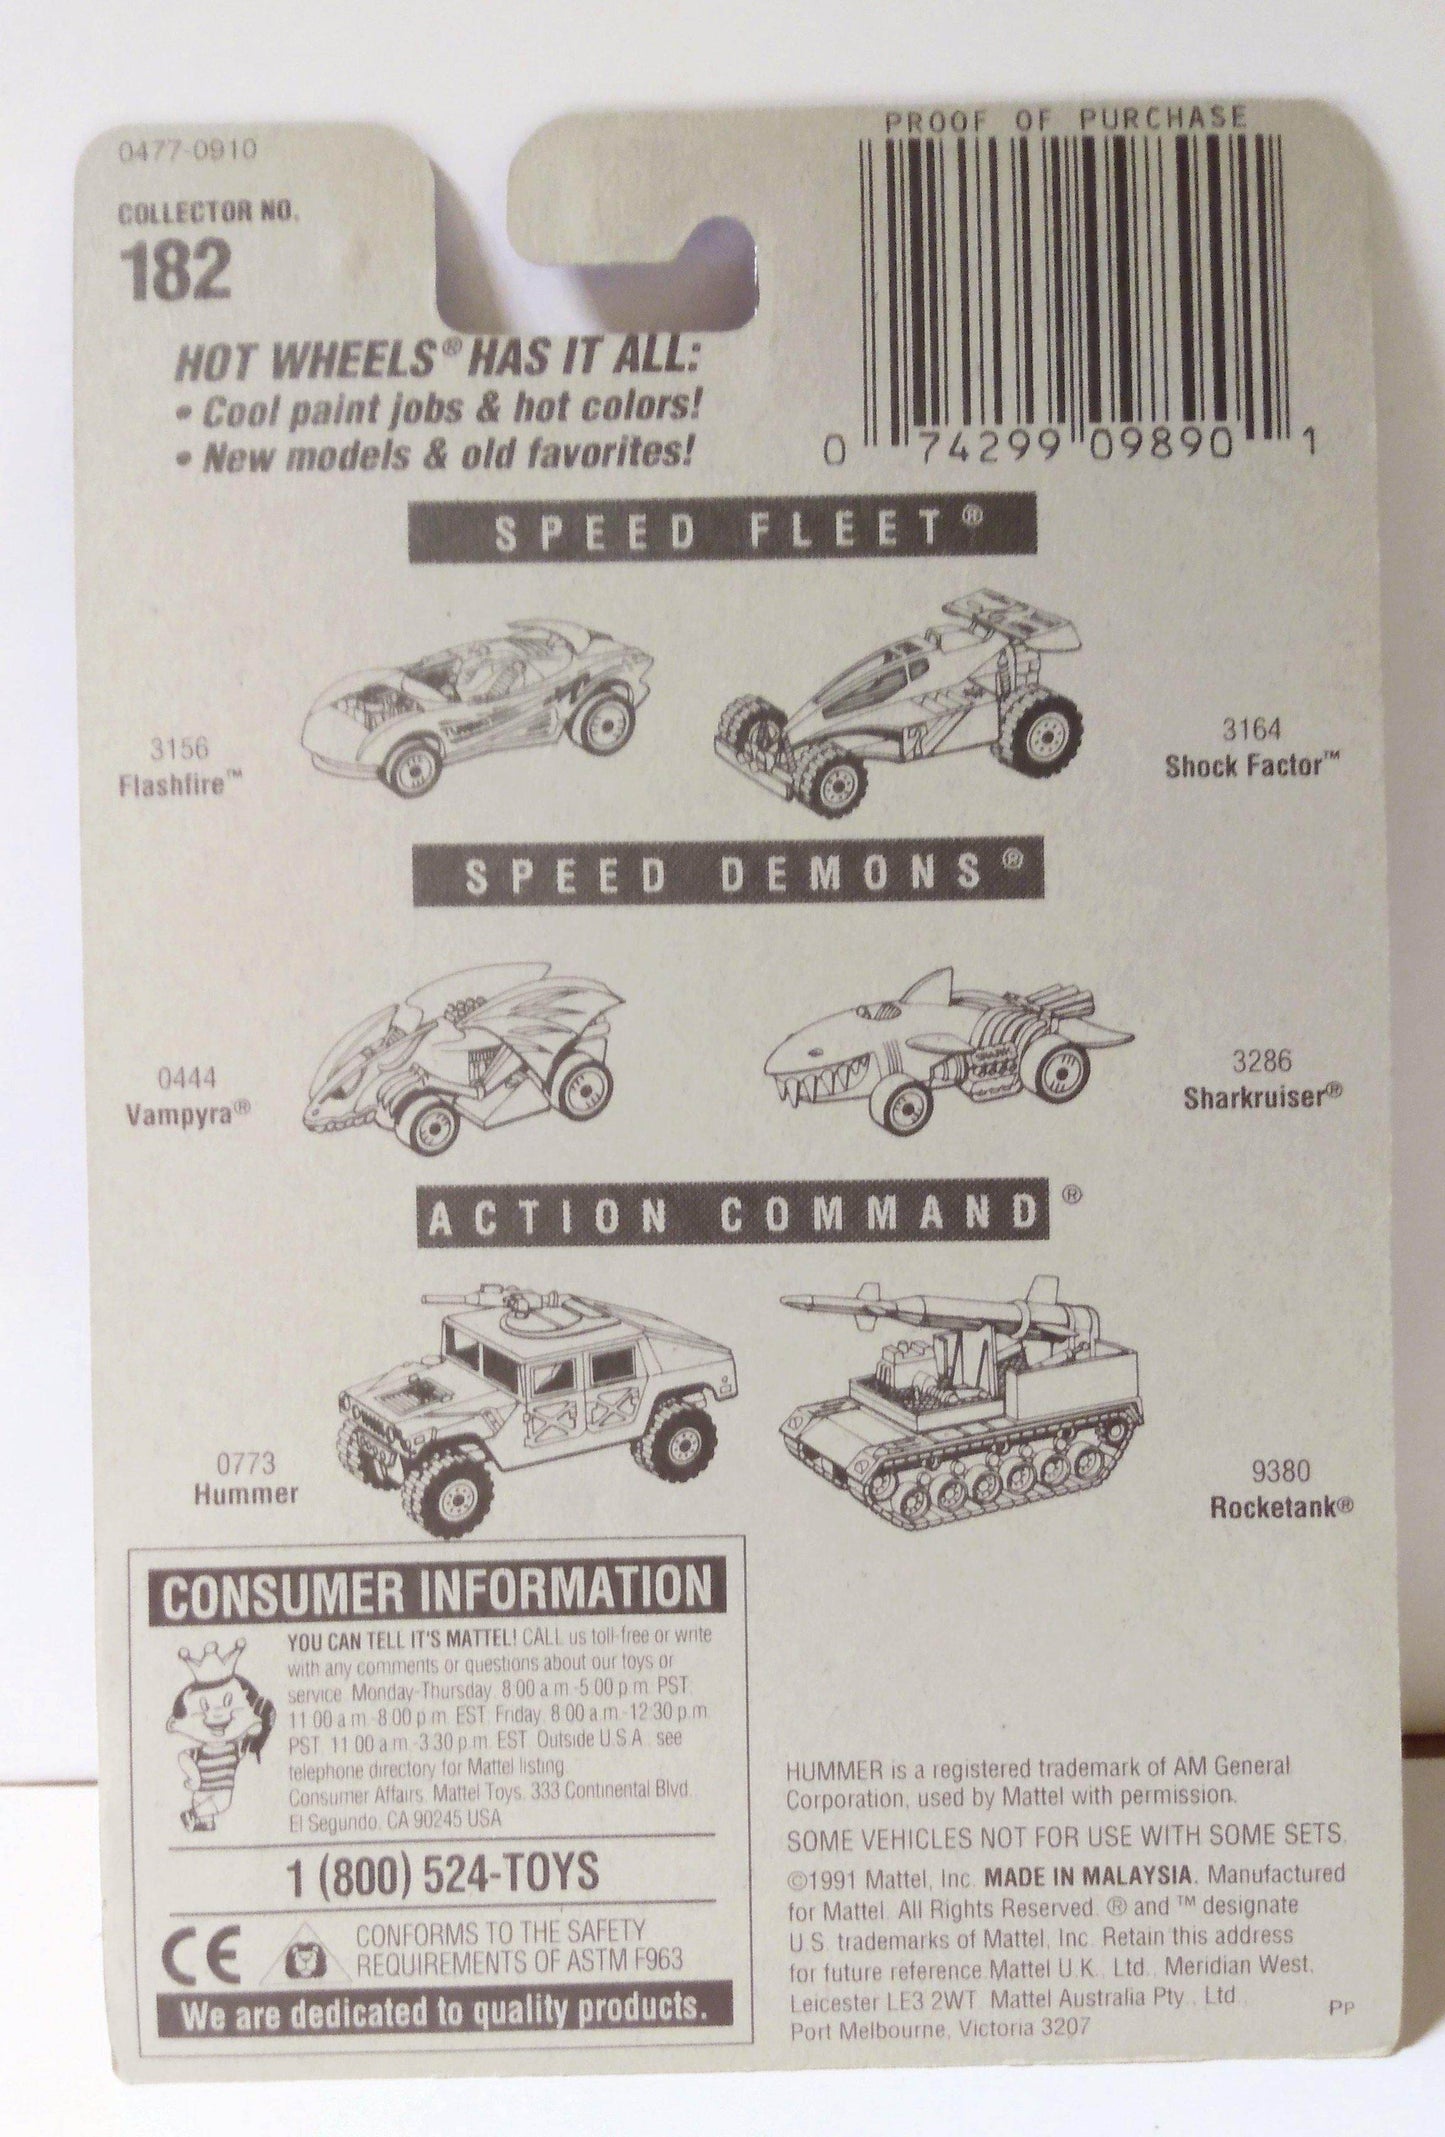 0477-0910
COLLECTOR NO.
182
PROOF OF PURCHASE
0 74299 09890 1
HOT WHEELS® HAS IT ALL:
• Cool paint jobs & hot colors!
• New models & old favorites!
SPEED FLEET®
3156
Flashfire™
3164
Shock Factor™
SPEED DEMONS®
0444
Vampyra®
3286
Sharkruiser®
ACTION COMMAND®
0773
Hummer
9380
Rocketank®
CONSUMER INFORMATION
YOU CAN TELL IT'S MATTEL! CALL us toll-free or write
with any comments or questions about our toys or
service. Monday-Thursday, 8:00 a.m.-5:00 p.m. PST,
11:00 a.m.-8:00 p.m. EST. Friday, 8:00 a.m.-12:30 p.m.
PST, 11:00 a.m.-3:30 p.m. EST. Outside U.S.A., see
telephone directory for Mattel listing.
Consumer Affairs, Mattel Toys, 333 Continental Blvd.,
El Segundo, CA 90245 USA
1 (800) 524-TOYS
CE
CONFORMS TO THE SAFETY
REQUIREMENTS OF ASTM F963
We are dedicated to quality products.
HUMMER is a registered trademark of AM General
Corporation, used by Mattel with permission.
SOME VEHICLES NOT FOR USE WITH SOME SETS.
©1991 Mattel, Inc. MADE IN MALAYSIA. Manufactured
for Mattel. All Rights Reserved. ® and ™ designate
U.S. trademarks of Mattel, Inc. Retain this address
for future reference: Mattel U.K., Ltd., Meridian West,
Leicester LE3 2WT. Mattel Australia Pty., Ltd.,
Port Melbourne, Victoria 3207
PP